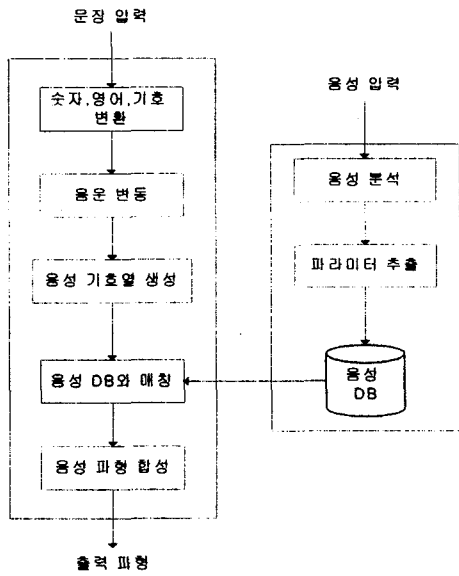 문장 입력
숫자,영어,기호
변환
음운 변동
음성 기호열 생성
음성 DB와 매칭
음성 파형 합성
출력 파형
음성 입력
음성 분석
파라미터 추출
음성
DB